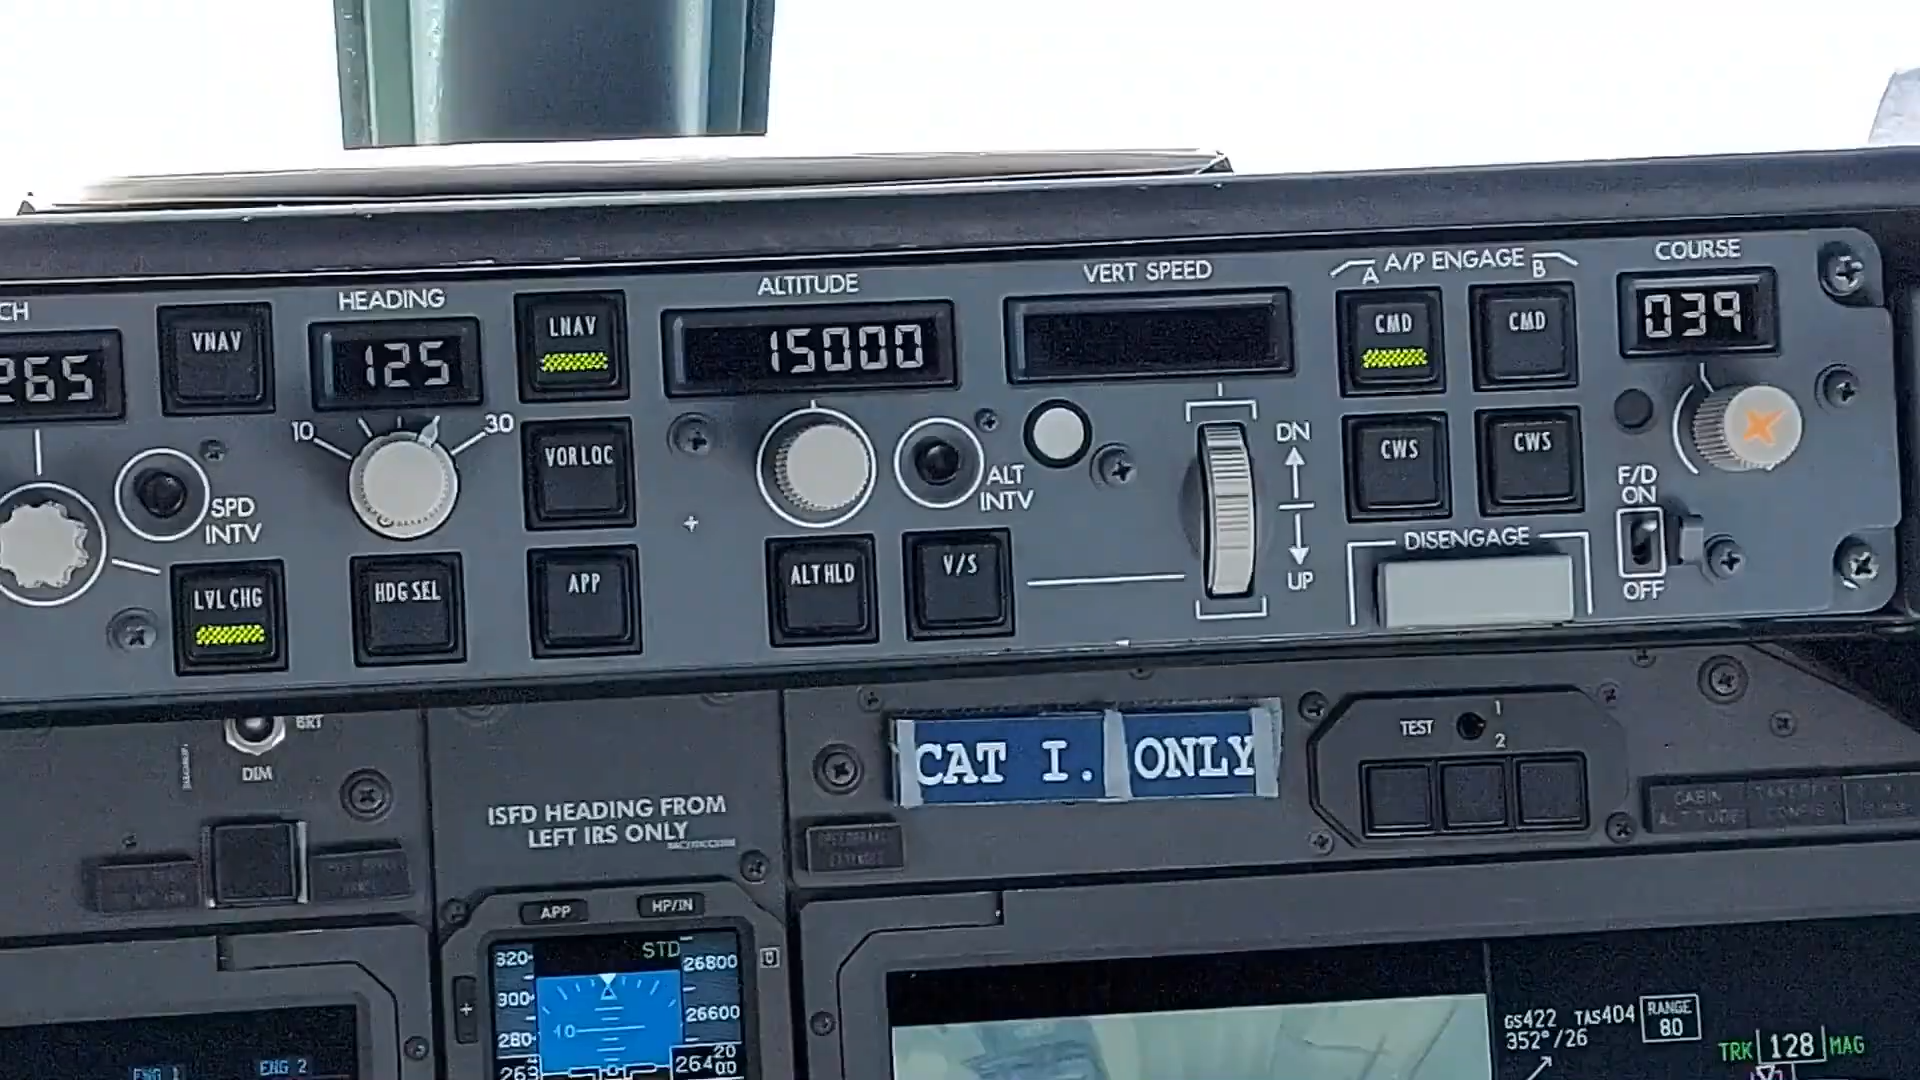 CH
HEADING
ALTITUDE
VERT SPEED
A/P ENGAGE
A
B
COURSE
265
VNAV
125
LNAV
15000
CMD
CMD
039
10
30
SPD
INTV
VOR LOC
ALT
INTV
DN
UP
CWS
CWS
F/D
ON
OFF
LVL CHG
HDG SEL
APP
ALT HLD
V/S
DISENGAGE
BRT
DIM
ISFD HEADING FROM
LEFT IRS ONLY
CAT I. ONLY
TEST
1
2
SPEEDBRAKE
EXTENDED
CABIN
ALTITUDE
TAKEOFF
CONFIG
APP
HP/IN
STD
320
300
280
263
10
26800
26600
264
20
00
ENG 1
ENG 2
GS422 TAS404
352°/26
RANGE
80
TRK 128 MAG